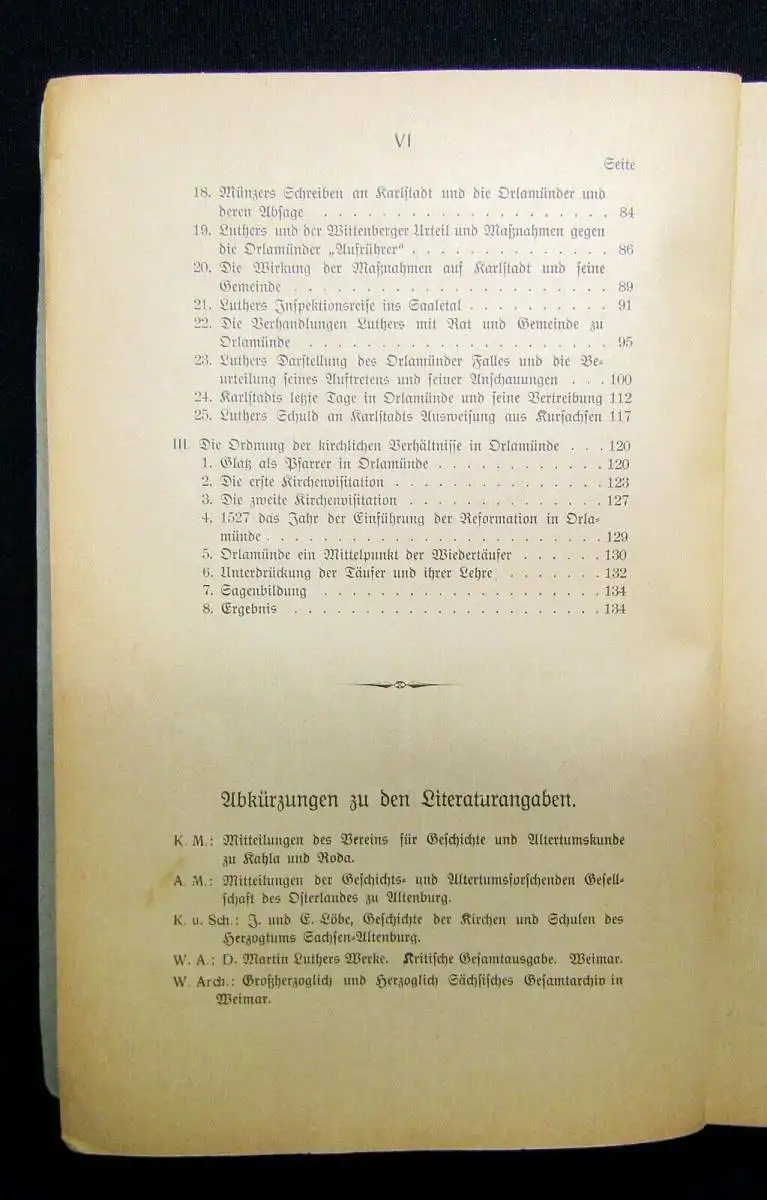 VI
Seite
18. Münzers Schreiben an Karlstadt und die Orlamünder und
deren Absage . . . . . . . . . . . . . . . . . . . . 84
19. Luthers und der Wittenberger Urteil und Maßnahmen gegen
die Orlamünder „Aufrührer“ . . . . . . . . . . . . . . 86
20. Die Wirkung der Maßnahmen auf Karlstadt und seine
Gemeinde . . . . . . . . . . . . . . . . . . . . . . 89
21. Luthers Inspektionsreise ins Saaletal . . . . . . . . . . 91
22. Die Verhandlungen Luthers mit Rat und Gemeinde zu
Orlamünde . . . . . . . . . . . . . . . . . . . . . 95
23. Luthers Darstellung des Orlamünder Falles und die Be-
urteilung seines Auftretens und seiner Anschauungen . . . 100
24. Karlstadts letzte Tage in Orlamünde und seine Vertreibung 112
25. Luthers Schuld an Karlstadts Ausweisung aus Kursachsen 117
III. Die Ordnung der kirchlichen Verhältnisse in Orlamünde . . . 120
1. Glatz als Pfarrer in Orlamünde . . . . . . . . . . . . 120
2. Die erste Kirchenvisitation . . . . . . . . . . . . . . . 123
3. Die zweite Kirchenvisitation . . . . . . . . . . . . . . 127
4. 1527 das Jahr der Einführung der Reformation in Orla-
münde . . . . . . . . . . . . . . . . . . . . . . . . 129
5. Orlamünde ein Mittelpunkt der Wiedertäufer . . . . . . 130
6. Unterdrückung der Täufer und ihrer Lehre . . . . . . . 132
7. Sagenbildung . . . . . . . . . . . . . . . . . . . . 134
8. Ergebnis . . . . . . . . . . . . . . . . . . . . . . 134
Abkürzungen zu den Literaturangaben.
K. M.: Mitteilungen des Vereins für Geschichte und Altertumskunde
zu Kahla und Roda.
A. M.: Mitteilungen der Geschichts- und Altertumsforschenden Gesell-
schaft des Osterlandes zu Altenburg.
K. u. Sch.: J. und E. Löbe, Geschichte der Kirchen und Schulen des
Herzogtums Sachsen-Altenburg.
W. A.: D. Martin Luthers Werke. Kritische Gesamtausgabe. Weimar.
W. Arch.: Großherzoglich und Herzoglich Sächsisches Gesamtarchiv in
Weimar.